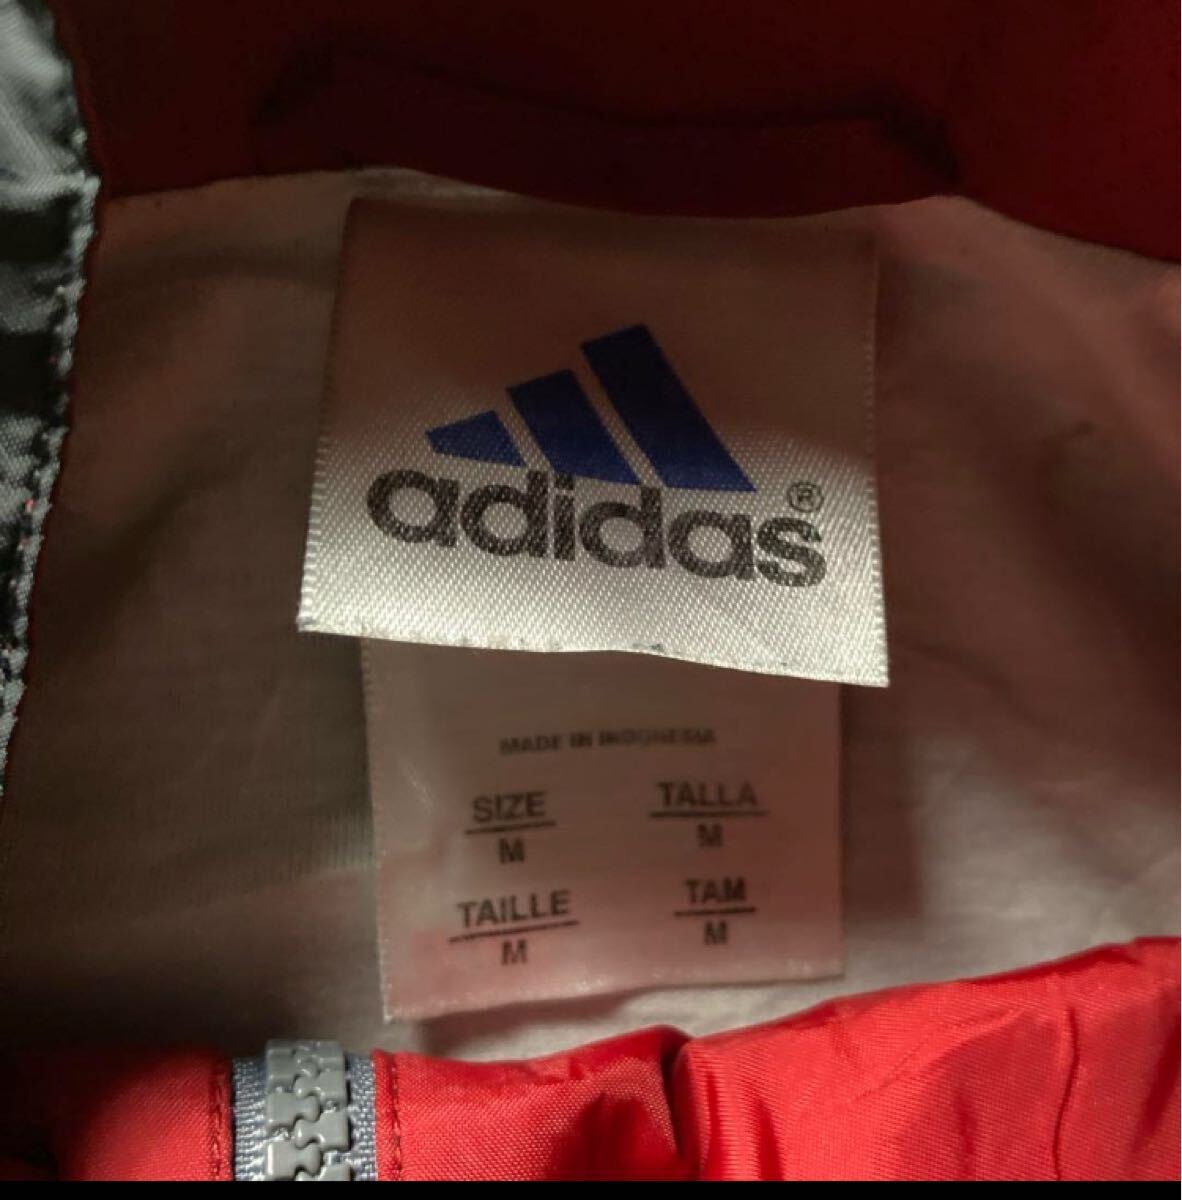 adidas®
MADE IN INDONESIA
SIZE TALLA
M M
TAILLE TAM
M M